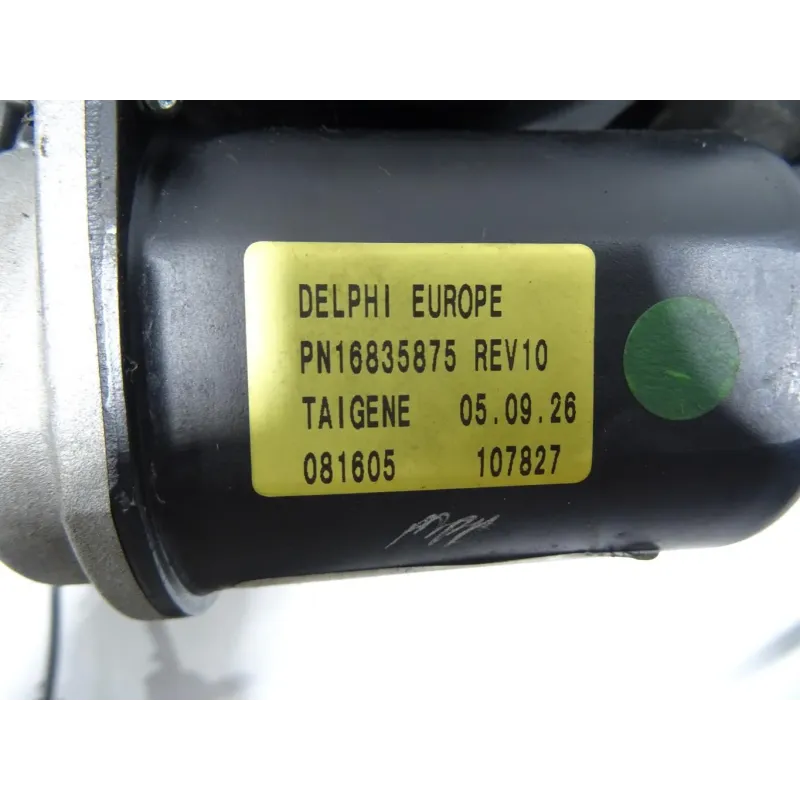 DELPHI EUROPE
PN16835875 REV10
TAIGENE 05.09.26
081605 107827